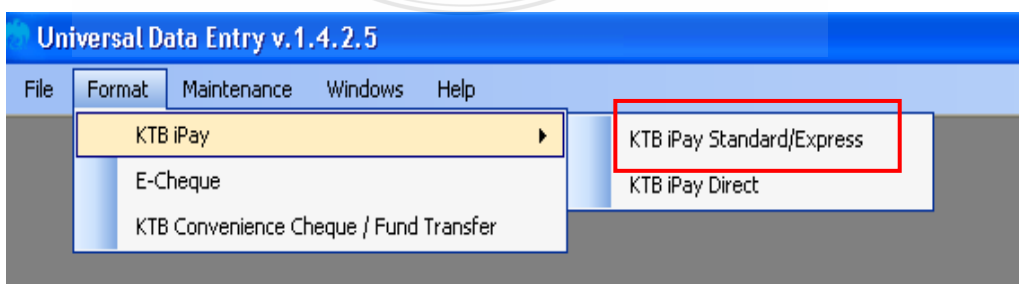 Universal Data Entry v.1.4.2.5
File Format Maintenance Windows Help
KTB iPay
KTB iPay Standard/Express
E-Cheque
KTB iPay Direct
KTB Convenience Cheque / Fund Transfer